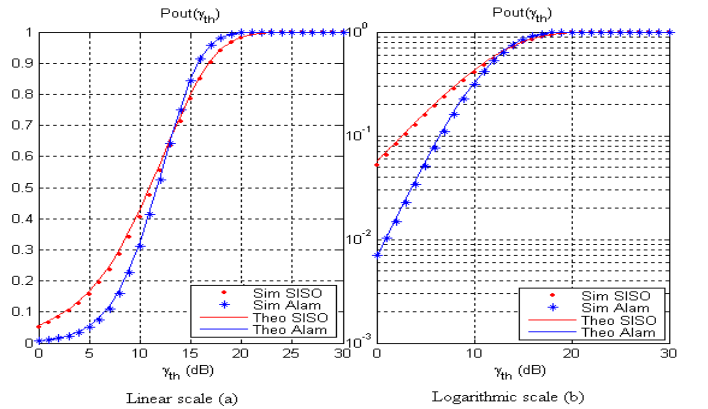 Pout(γth)
1
0.9
0.8
0.7
0.6
0.5
0.4
0.3
0.2
0.1
0
0 5 10 15 20 25 30
γth (dB)
Sim SISO
Sim Alam
Theo SISO
Theo Alam
Linear scale (a)
Pout(γth)
10^0
10^-1
10^-2
10^-3
0 10 20 30
γth (dB)
Sim SISO
Sim Alam
Theo SISO
Theo Alam
Logarithmic scale (b)